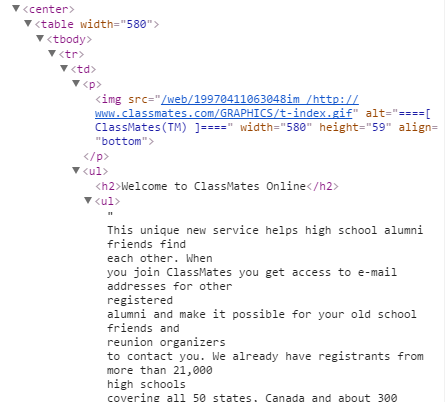 ▼<center>
▼<table width="580">
▼<tbody>
▼<tr>
▼<td>
▼<p>
<img src="/web/19970411063048im_/http://
www.classmates.com/GRAPHICS/t-index.gif" alt="====[
ClassMates(TM) ]====" width="580" height="59" align=
"bottom">
</p>
▼<ul>
<h2>Welcome to ClassMates Online</h2>
▼<ul>
"
This unique new service helps high school alumni
friends find
each other. When
you join ClassMates you get access to e-mail
addresses for other
registered
alumni and make it possible for your old school
friends and
reunion organizers
to contact you. We already have registrants from
more than 21,000
high schools
covering all 50 states, Canada and about 300